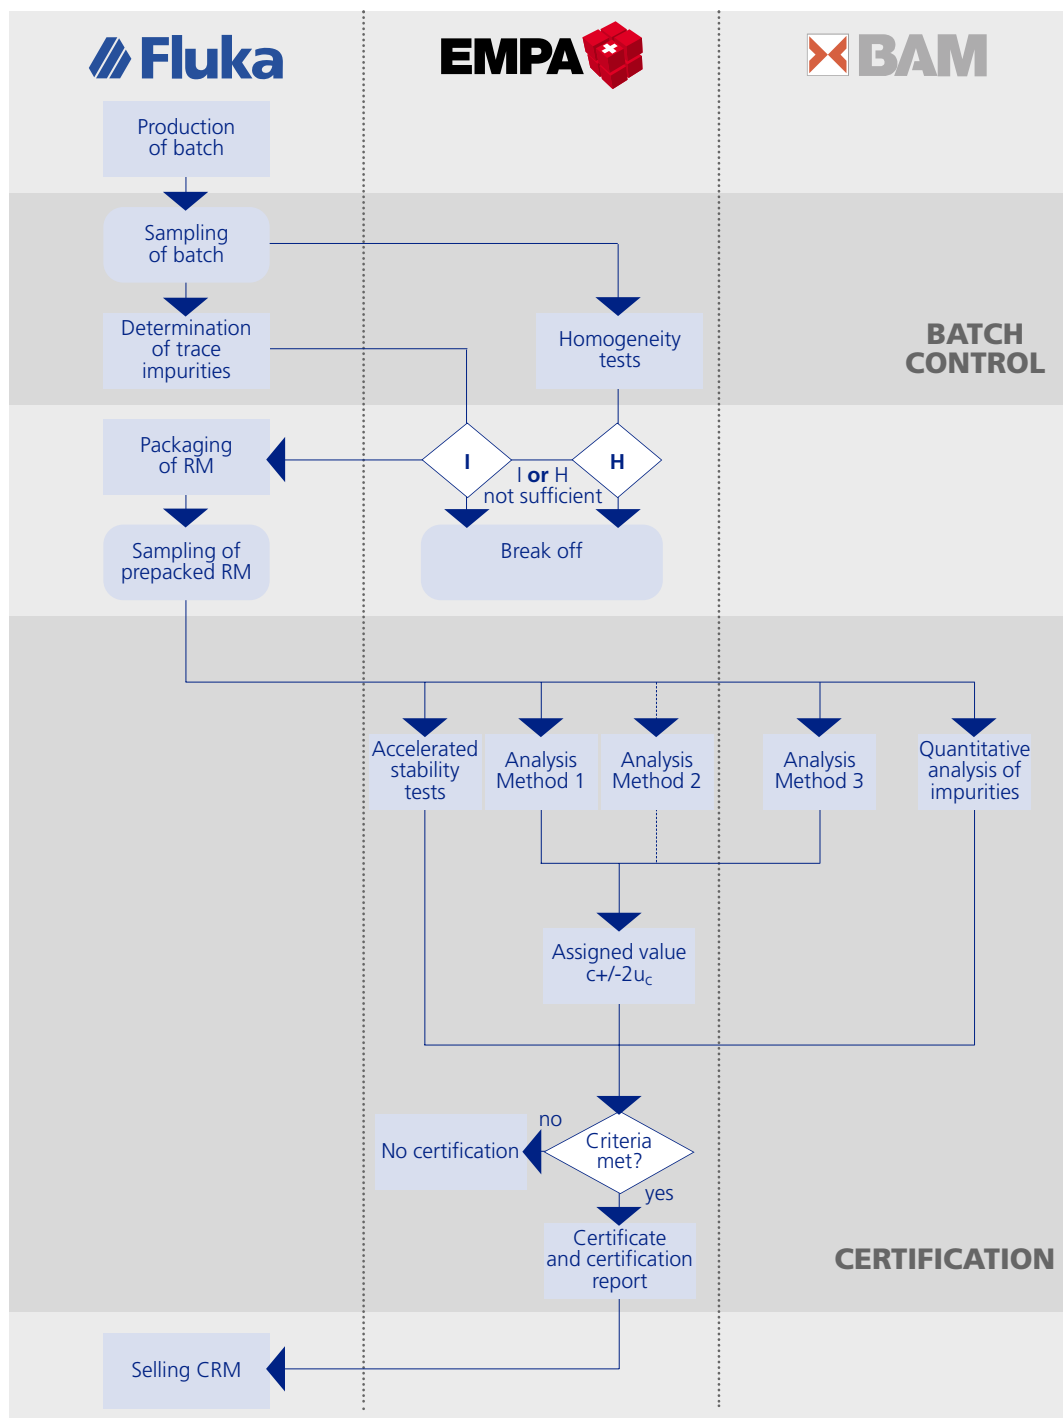 Fluka
EMPA
BAM
Production
of batch
Sampling
of batch
Determination
of trace
impurities
Homogeneity
tests
BATCH
CONTROL
Packaging
of RM
I
H
I or H
not sufficient
Sampling of
prepacked RM
Break off
Accelerated
stability
tests
Analysis
Method 1
Analysis
Method 2
Analysis
Method 3
Quantitative
analysis of
impurities
Assigned value
c+/-2uc
no
No certification
Criteria
met?
yes
Certificate
and certification
report
CERTIFICATION
Selling CRM